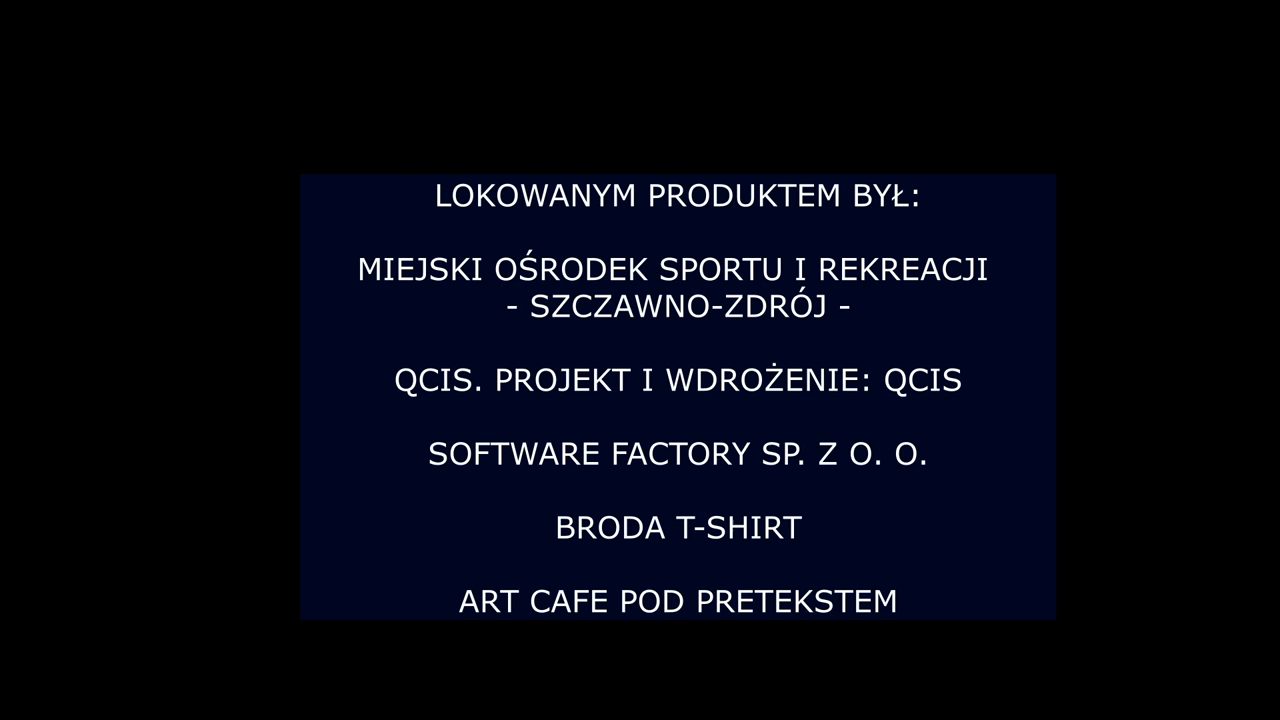 LOKOWANYM PRODUKTEM BYŁ:
MIEJSKI OŚRODEK SPORTU I REKREACJI
- SZCZAWNO-ZDRÓJ -
QCIS. PROJEKT I WDROŻENIE: QCIS
SOFTWARE FACTORY SP. Z O. O.
BRODA T-SHIRT
ART CAFE POD PRETEKSTEM